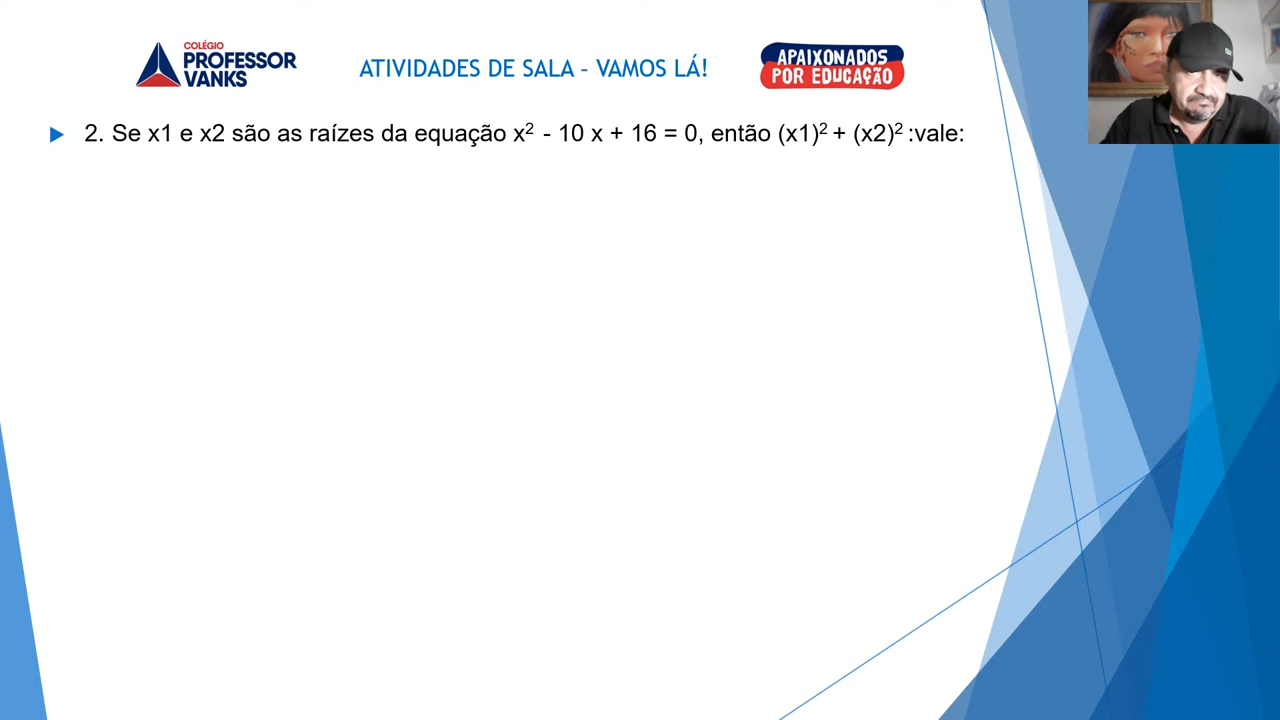 COLÉGIO
PROFESSOR
VANKS
ATIVIDADES DE SALA – VAMOS LÁ!
APAIXONADOS
POR EDUCAÇÃO
2. Se x1 e x2 são as raízes da equação x² - 10 x + 16 = 0, então (x1)² + (x2)² :vale: